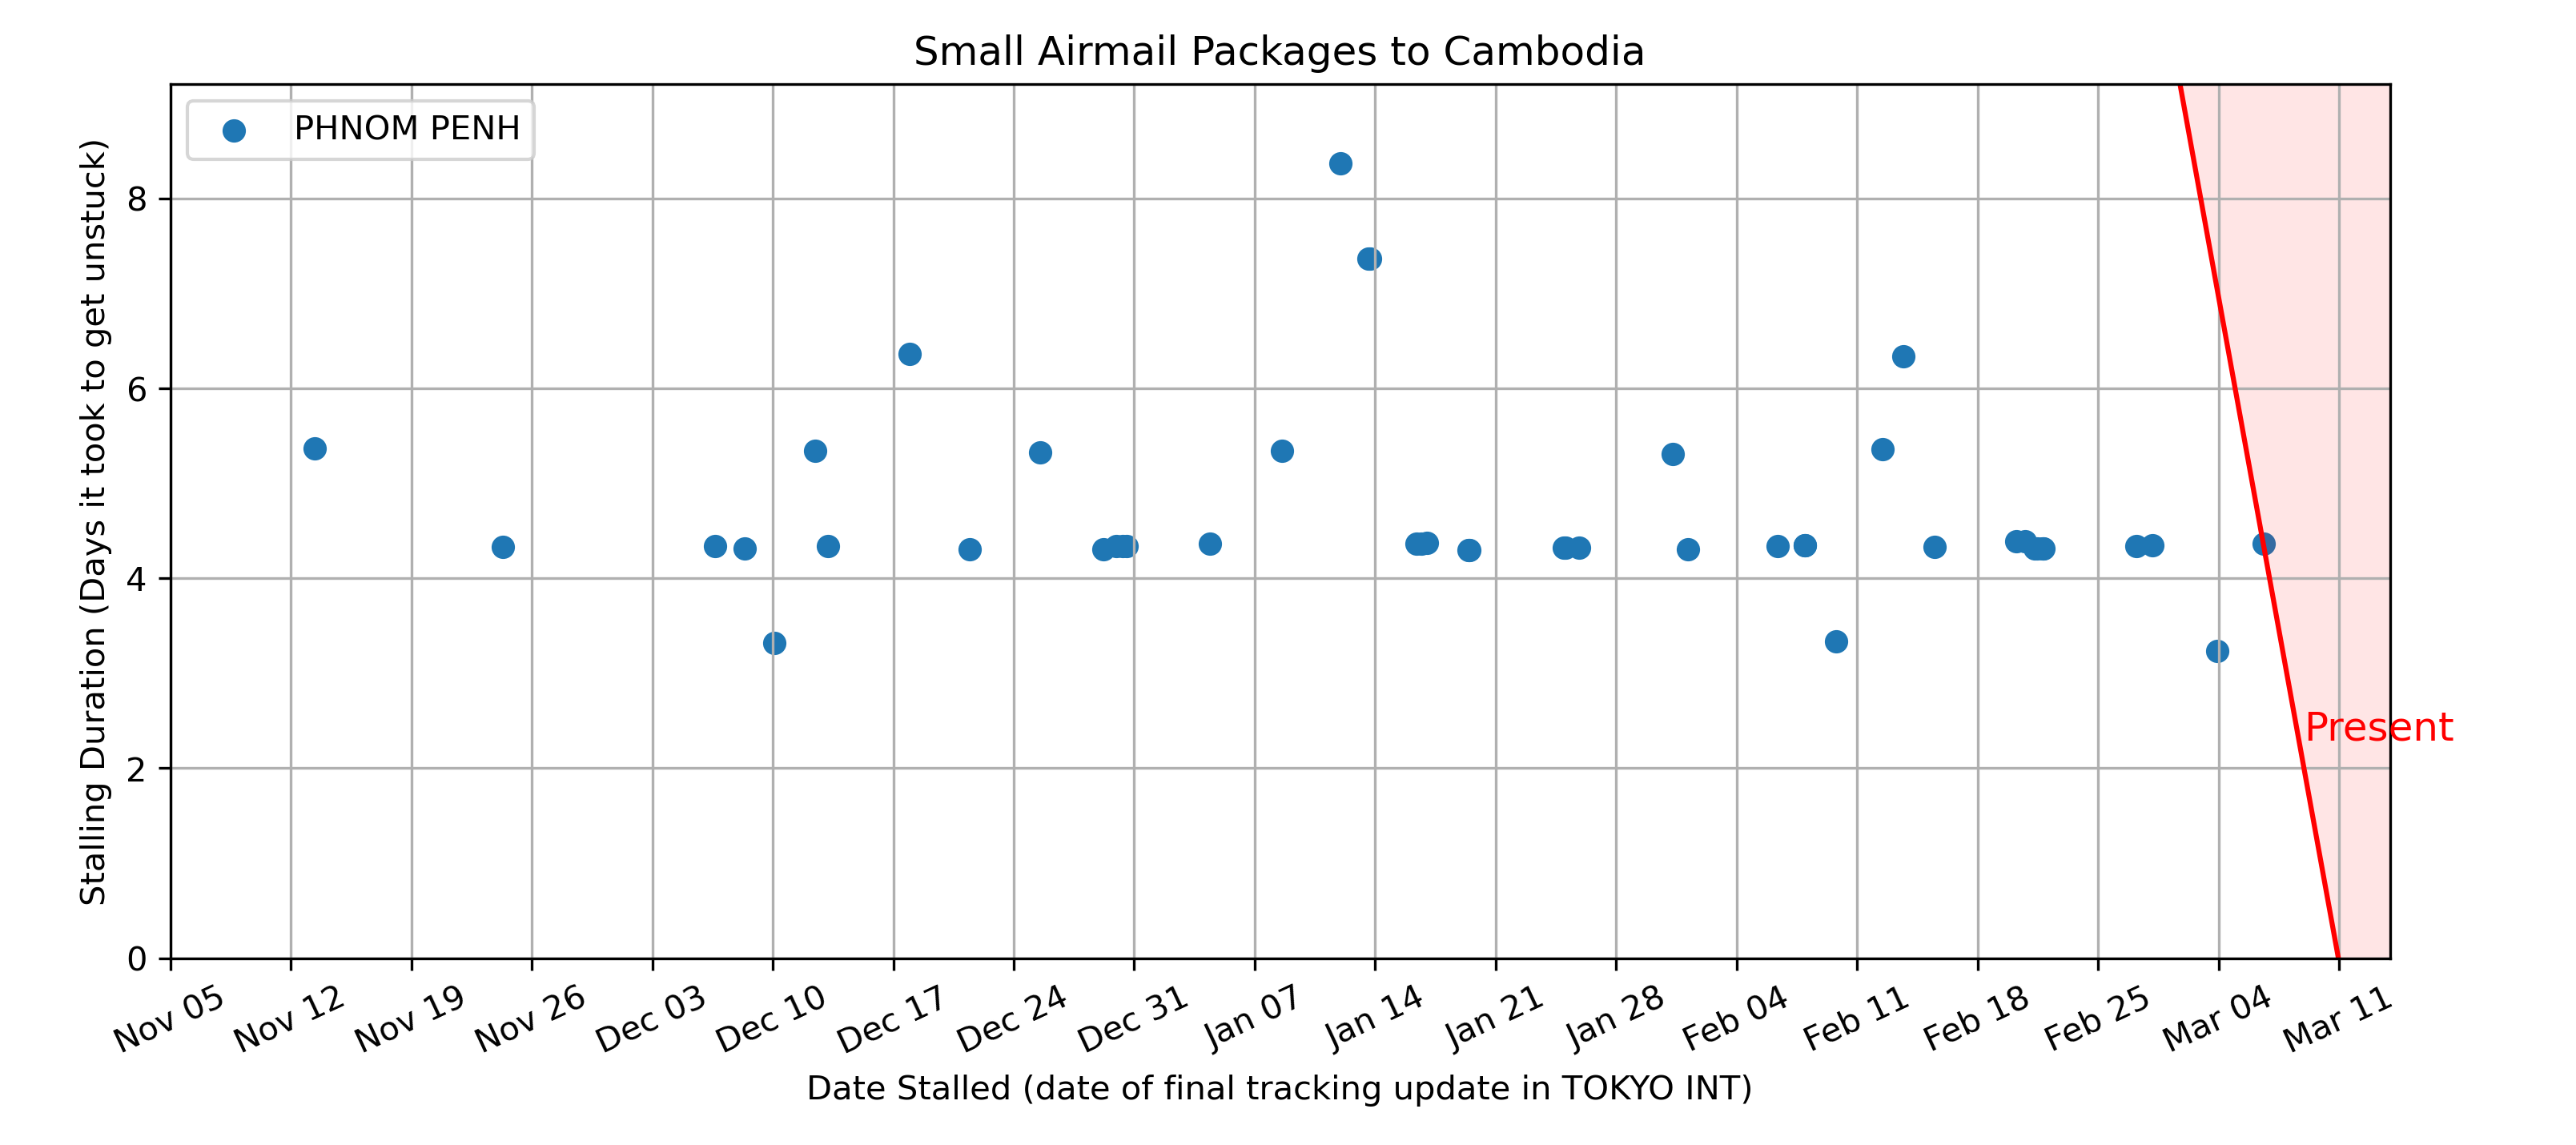 Small Airmail Packages to Cambodia
PHNOM PENH
Stalling Duration (Days it took to get unstuck)
8
6
4
2
0
Present
Nov 05
Nov 12
Nov 19
Nov 26
Dec 03
Dec 10
Dec 17
Dec 24
Dec 31
Jan 07
Jan 14
Jan 21
Jan 28
Feb 04
Feb 11
Feb 18
Feb 25
Mar 04
Mar 11
Date Stalled (date of final tracking update in TOKYO INT)